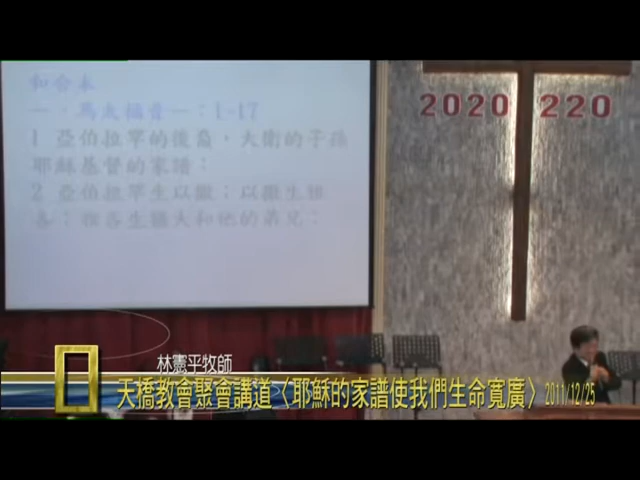 和合本
一、馬太福音一：1-17
2020 220
1 亞伯拉罕的後裔，大衛的子孫
耶穌基督的家譜：
2 亞伯拉罕生以撒；以撒生雅
各；雅各生猶大和他的弟兄；
林憲平牧師
天橋教會聚會講道〈耶穌的家譜使我們生命寬廣〉 2011/12/25